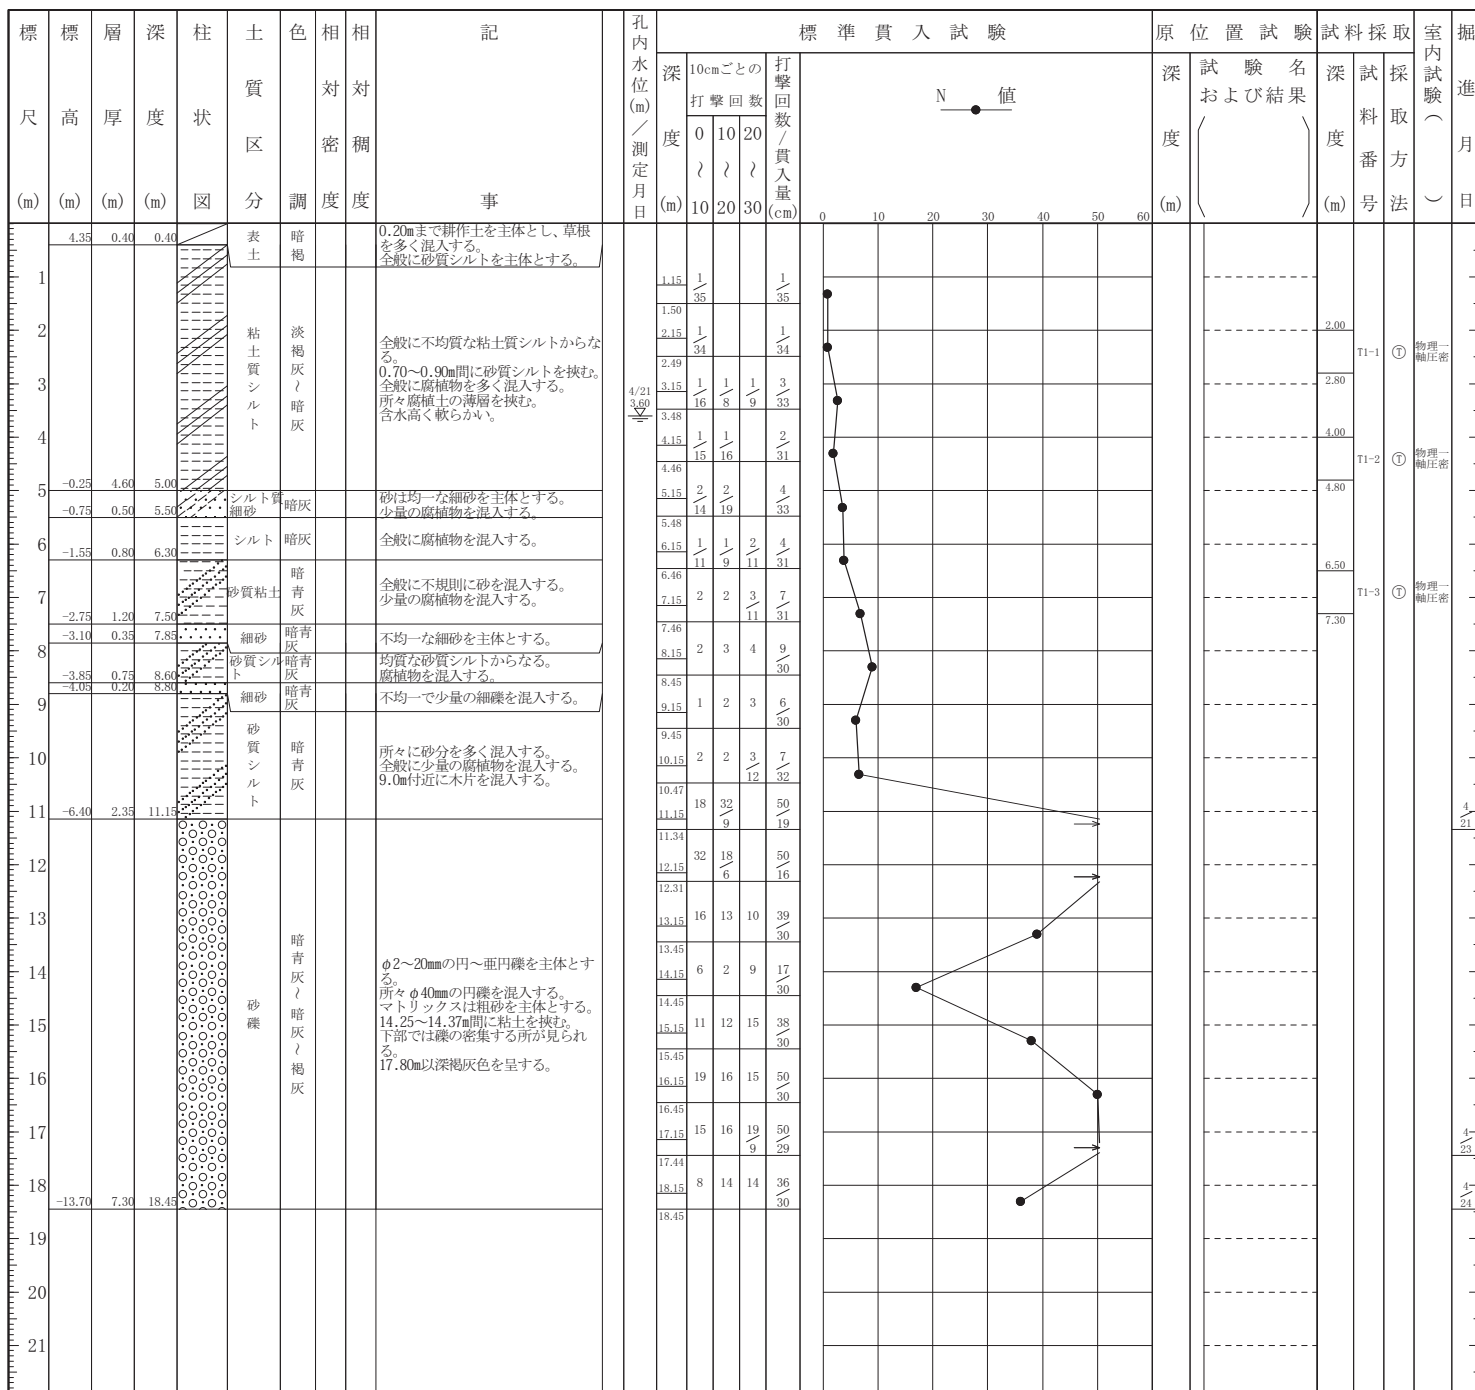 標尺(m)
標高(m)
層厚(m)
深度(m)
柱状図
土質区分
色調
相対密度
相対稠度
記事
孔内水位(m)／測定月日
標準貫入試験
深度(m)
10cmごとの打撃回数
0〜10
10〜20
20〜30
打撃回数/貫入量(cm)
N 値
0 10 20 30 40 50 60
原位置試験
深度(m)
試験名および結果
試料採取
深度(m)
試料番号
採取方法
室内試験( )
掘進月日
4.35 0.40 0.40
表土
暗褐
0.20mまで耕作土を主体とし、草根
を多く混入する。
全般に砂質シルトを主体とする。
-0.25 4.60 5.00
粘土質シルト
淡褐灰〜暗灰
全般に不均質な粘土質シルトからな
る。
0.70〜0.90m間に砂質シルトを挟む。
全般に腐植物を多く混入する。
所々腐植土の薄層を挟む。
含水高く軟らかい。
-0.75 0.50 5.50
シルト質
細砂
暗灰
砂は均一な細砂を主体とする。
少量の腐植物を混入する。
-1.55 0.80 6.30
シルト
暗灰
全般に腐植物を混入する。
-2.75 1.20 7.50
砂質粘土
暗青灰
全般に不規則に砂を混入する。
少量の腐植物を混入する。
-3.10 0.35 7.85
細砂
暗青
灰
不均一な細砂を主体とする。
-3.85 0.75 8.60
砂質シル
ト
暗青
灰
均質な砂質シルトからなる。
腐植物を混入する。
-4.05 0.20 8.80
細砂
暗青
灰
不均一で少量の細礫を混入する。
-6.40 2.35 11.15
砂質シルト
暗青灰
所々に砂分を多く混入する。
全般に少量の腐植物を混入する。
9.0m付近に木片を混入する。
-13.70 7.30 18.45
砂礫
暗青灰〜暗灰〜褐灰
φ2〜20mmの円〜亜円礫を主体とす
る。
所々φ40mmの円礫を混入する。
マトリックスは粗砂を主体とする。
14.25〜14.37m間に粘土を挟む。
下部では礫の密集する所が見られ
る。
17.80m以深褐灰色を呈する。
1
2
3
4
5
6
7
8
9
10
11
12
13
14
15
16
17
18
19
20
21
4/21
3.60
1.15 1/35 1/35
1.50
2.15 1/34 1/34
2.49
3.15 1/16 1/8 1/9 3/33
3.48
4.15 1/15 1/16 2/31
4.46
5.15 2/14 2/19 4/33
5.48
6.15 1/11 1/9 2/11 4/31
6.46
7.15 2 2 3/11 7/31
7.46
8.15 2 3 4 9/30
8.45
9.15 1 2 3 6/30
9.45
10.15 2 2 3/12 7/32
10.47
11.15 18 32/9 50/19
11.34
12.15 32 18/6 50/16
12.31
13.15 16 13 10 39/30
13.45
14.15 6 2 9 17/30
14.45
15.15 11 12 15 38/30
15.45
16.15 19 16 15 50/30
16.45
17.15 15 16 19/9 50/29
17.44
18.15 8 14 14 36/30
18.45
2.00
T1-1 Ⓣ 物理一
軸圧密
2.80
4.00
T1-2 Ⓣ 物理一
軸圧密
4.80
6.50
T1-3 Ⓣ 物理一
軸圧密
7.30
4/21
4/23
4/24